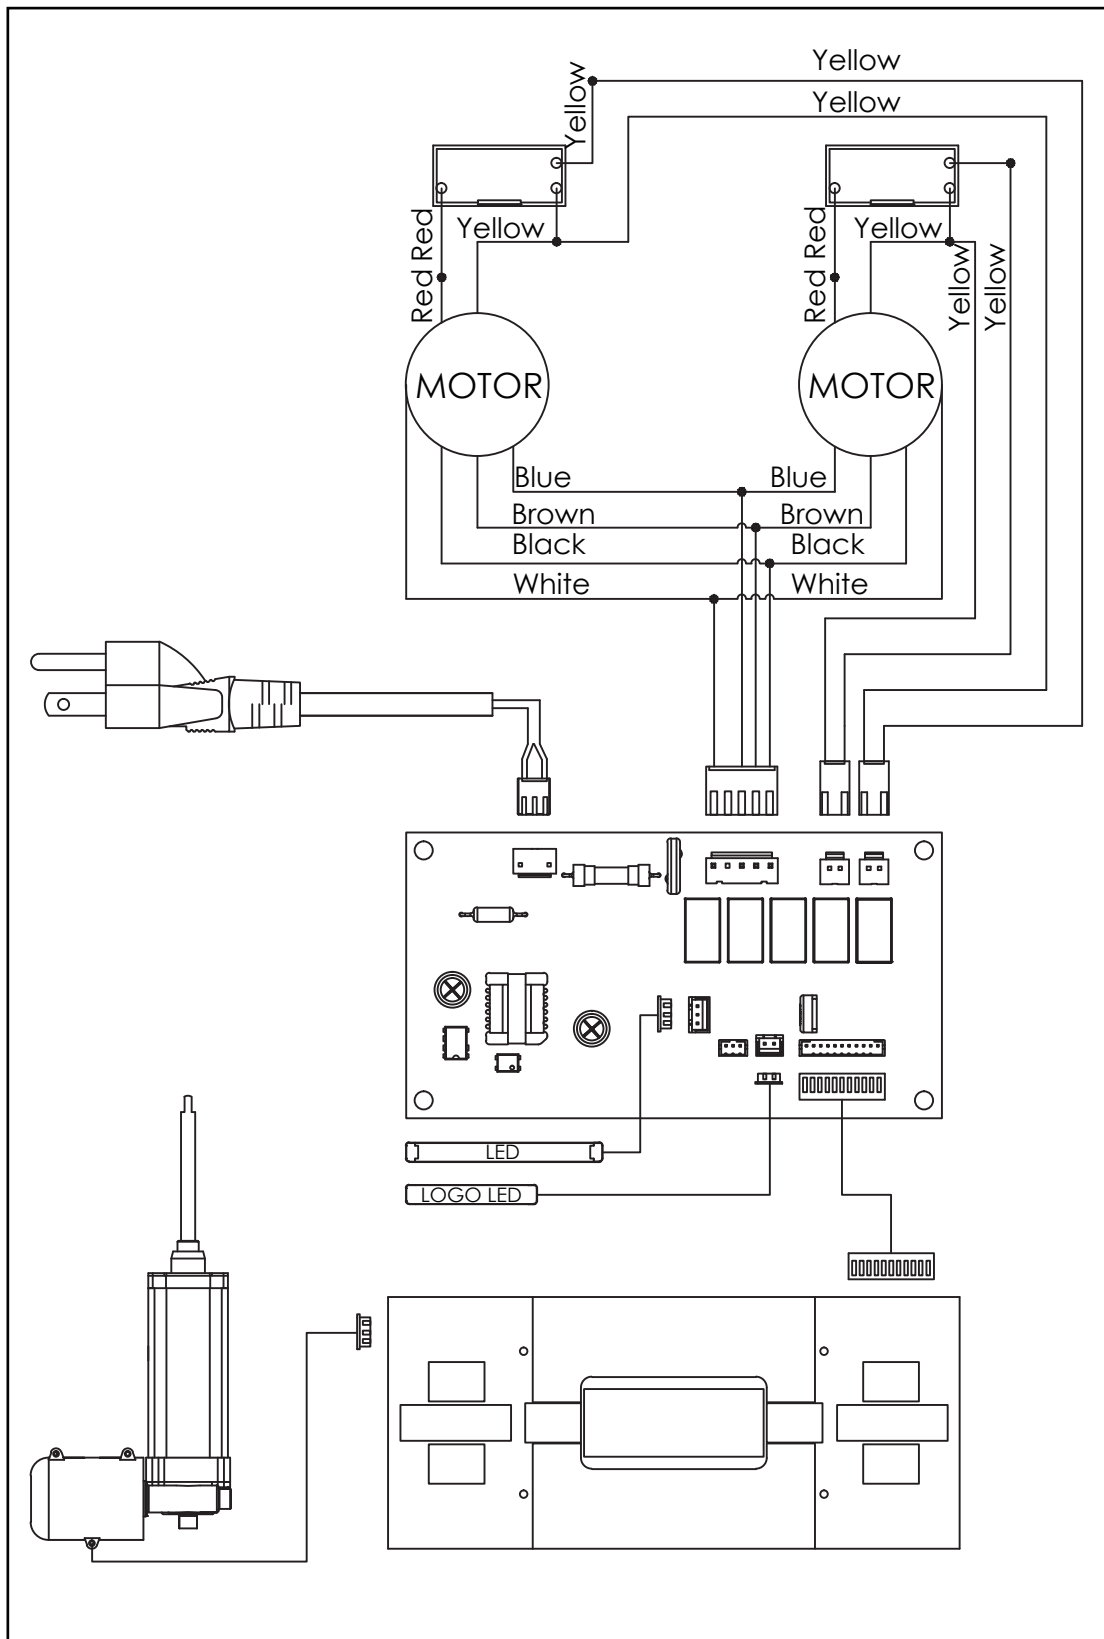 Yellow
Yellow
Yellow
Yellow
Yellow
Red Red
Red Red
Yellow
Yellow
MOTOR
MOTOR
Blue
Blue
Brown
Brown
Black
Black
White
White
LED
LOGO LED